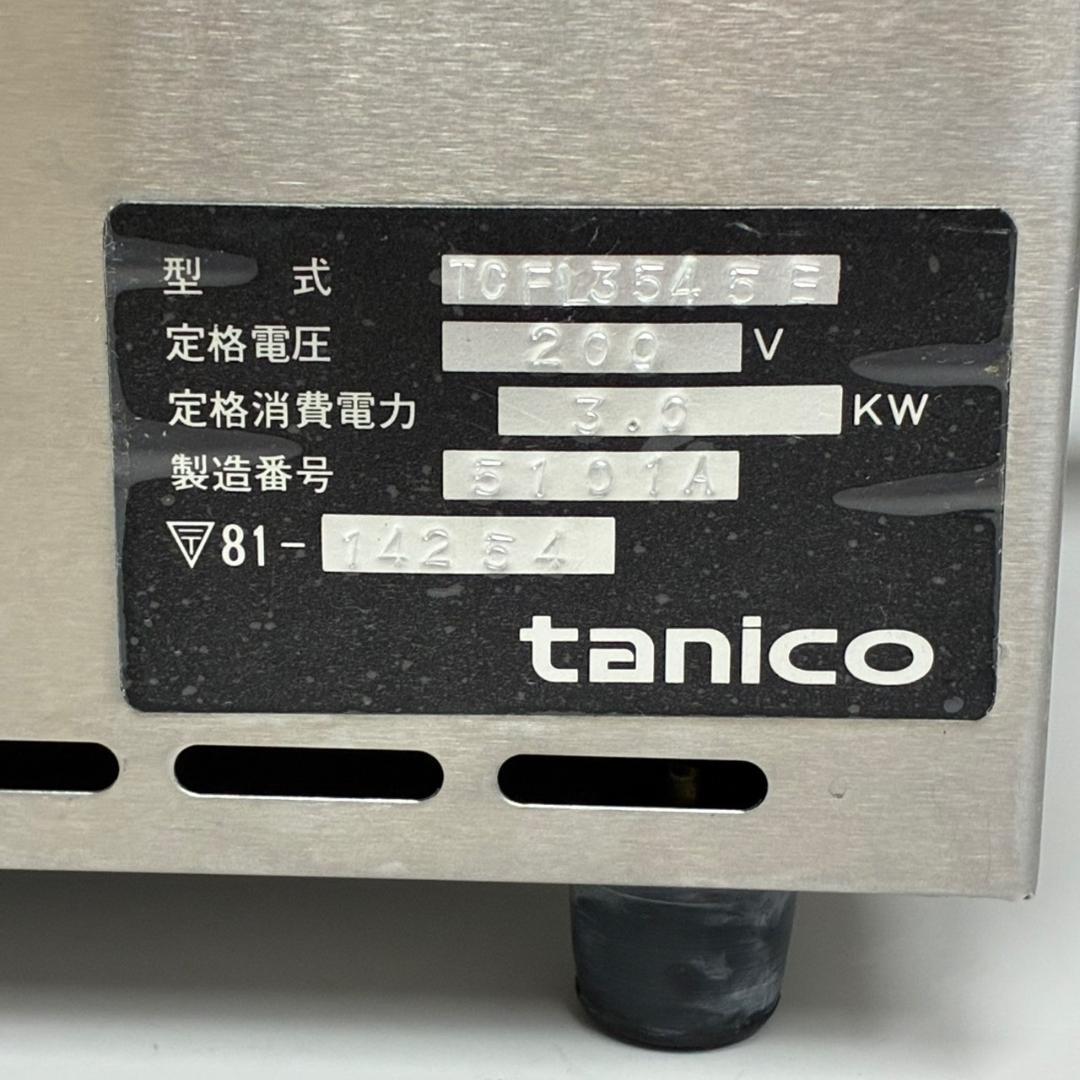 型 式 TCFL3545E
定格電圧 200 V
定格消費電力 3.0 KW
製造番号 5101A
81- 14254
tanico